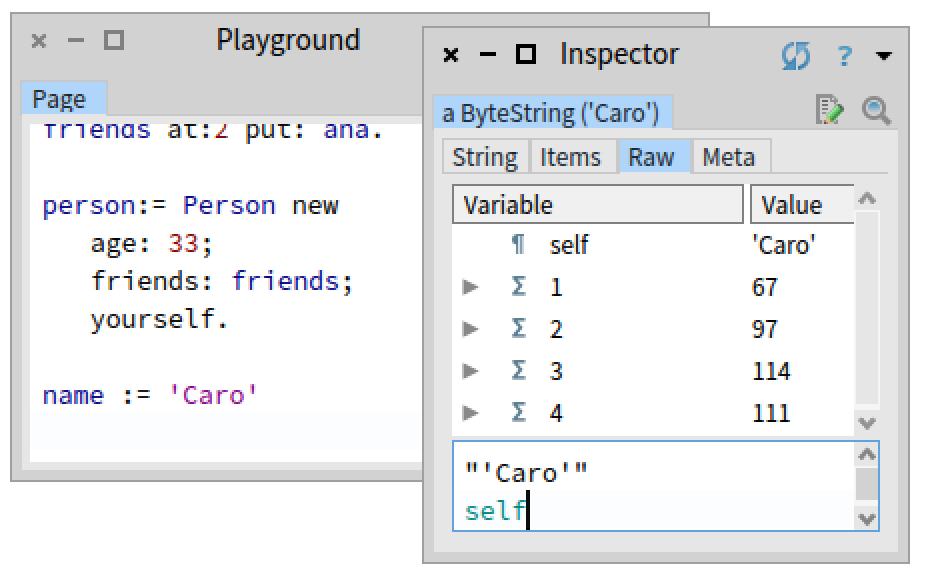 Playground
Page
friends at:2 put: ana.
person:= Person new
age: 33;
friends: friends;
yourself.
name := 'Caro'
Inspector
?
a ByteString ('Caro')
String Items Raw Meta
Variable Value
¶ self 'Caro'
Σ 1 67
Σ 2 97
Σ 3 114
Σ 4 111
"'Caro'"
self